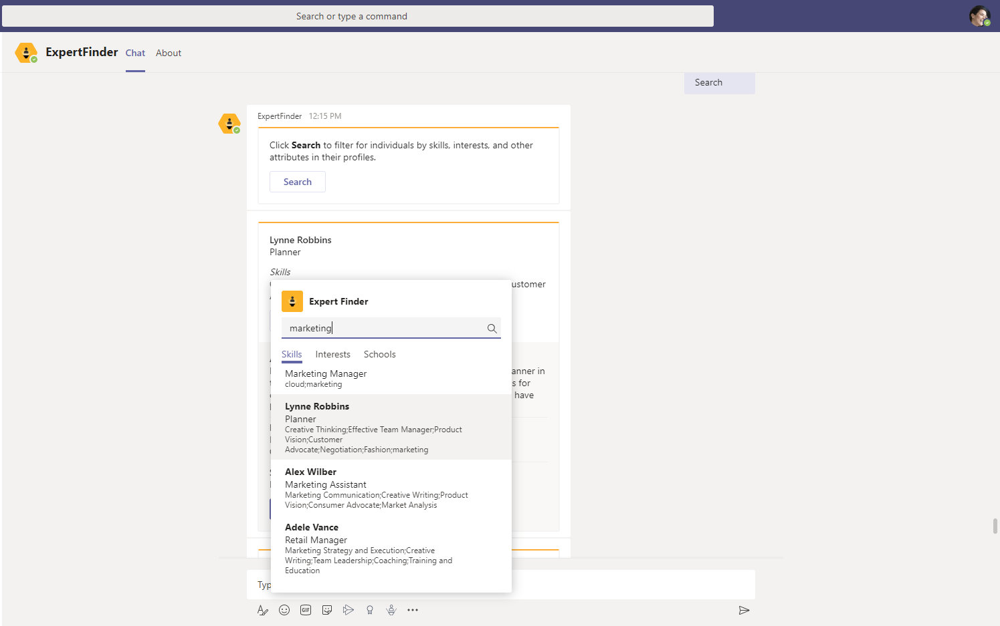 Search or type a command
ExpertFinder Chat About
Search
ExpertFinder 12:15 PM
Click Search to filter for individuals by skills, interests, and other
attributes in their profiles.
Search
Lynne Robbins
Planner
Skills
ustomer
Expert Finder
marketing
Skills Interests Schools
Marketing Manager
cloud;marketing
Lynne Robbins
Planner
Creative Thinking;Effective Team Manager;Product
Vision;Customer
Advocate;Negotiation;Fashion;marketing
Alex Wilber
Marketing Assistant
Marketing Communication;Creative Writing;Product
Vision;Consumer Advocate;Market Analysis
Adele Vance
Retail Manager
Marketing Strategy and Execution;Creative
Writing;Team Leadership;Coaching;Training and
Education
anner in
s for
have
Typ
GIF